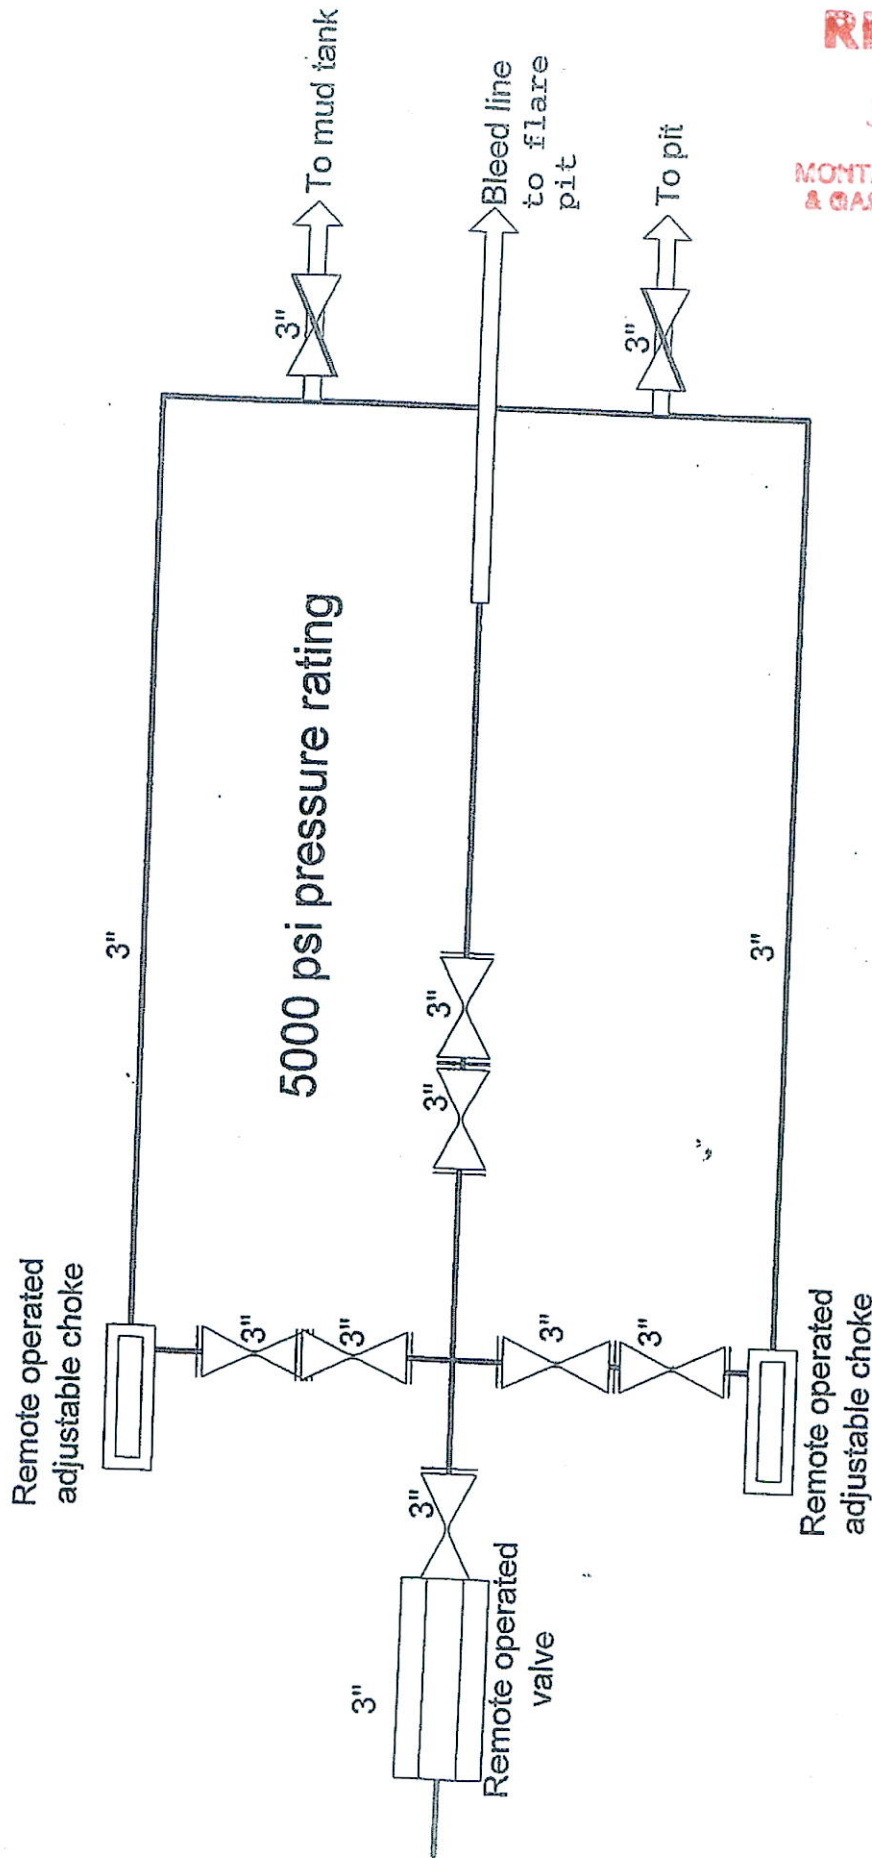 To mud tank
3"
Bleed line
to flare
pit
To pit
3"
5000 psi pressure rating
3"
3"
3"
3"
Remote operated
adjustable choke
3"
3"
3"
3"
Remote operated
adjustable choke
3"
3"
Remote operated
valve
& GAS